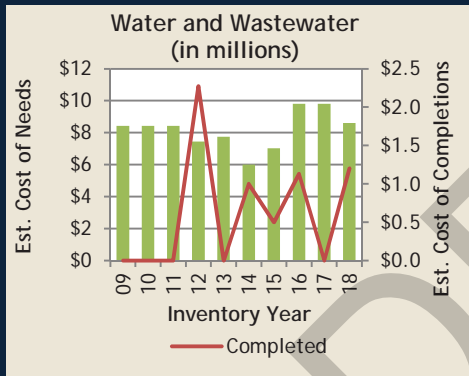 Water and Wastewater
(in millions)
Est. Cost of Needs
$12
$10
$8
$6
$4
$2
$0
$2.5
$2.0
$1.5
$1.0
$0.5
$0.0
Est. Cost of Completions
09 10 11 12 13 14 15 16 17 18
Inventory Year
Completed